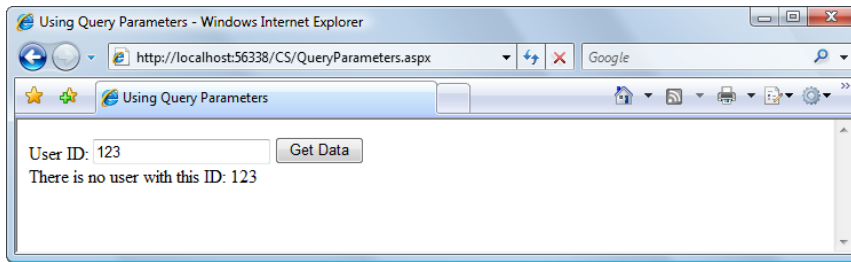 Using Query Parameters - Windows Internet Explorer
http://localhost:56338/CS/QueryParameters.aspx
Google
Using Query Parameters
User ID: 123 Get Data
There is no user with this ID: 123